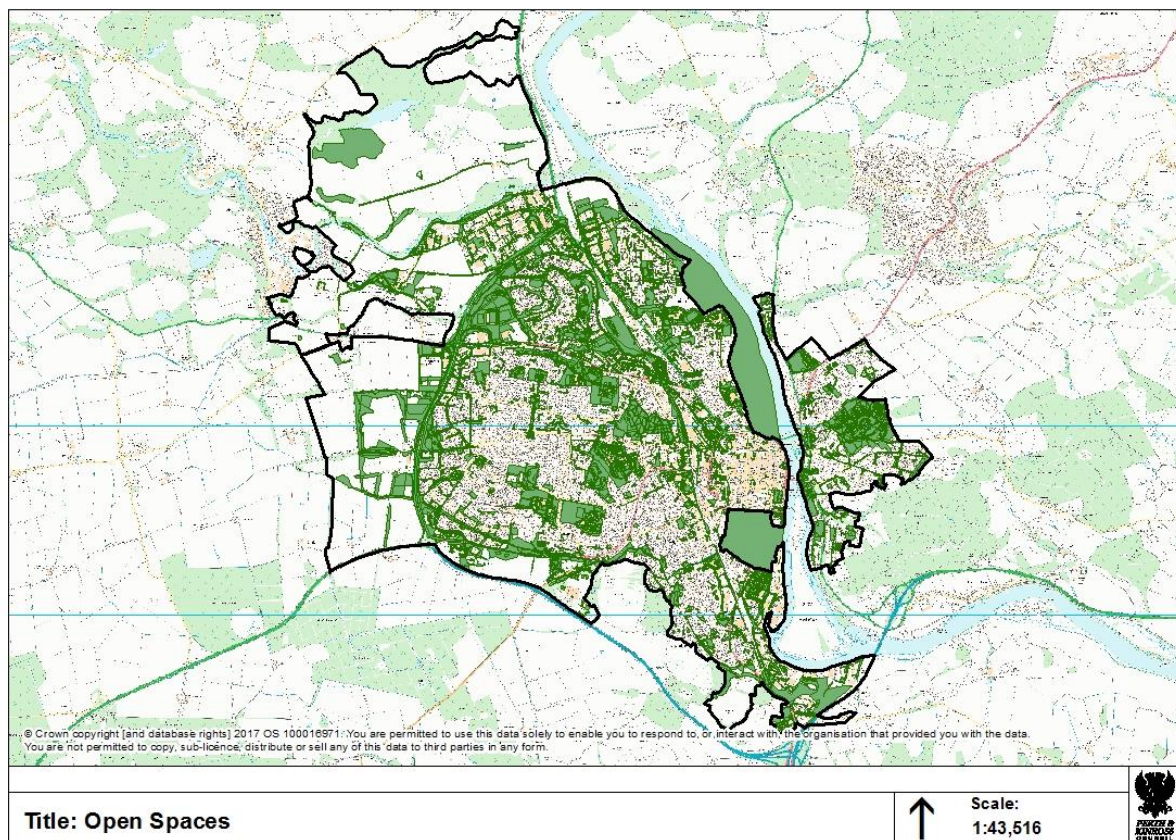 © Crown copyright [and database rights] 2017 OS 100016971. You are permitted to use this data solely to enable you to respond to, or interact with, the organisation that provided you with the data.
You are not permitted to copy, sub-licence, distribute or sell any of this data to third parties in any form.
Title: Open Spaces
Scale:
1:43,516
PERTH &
KINROSS
COUNCIL